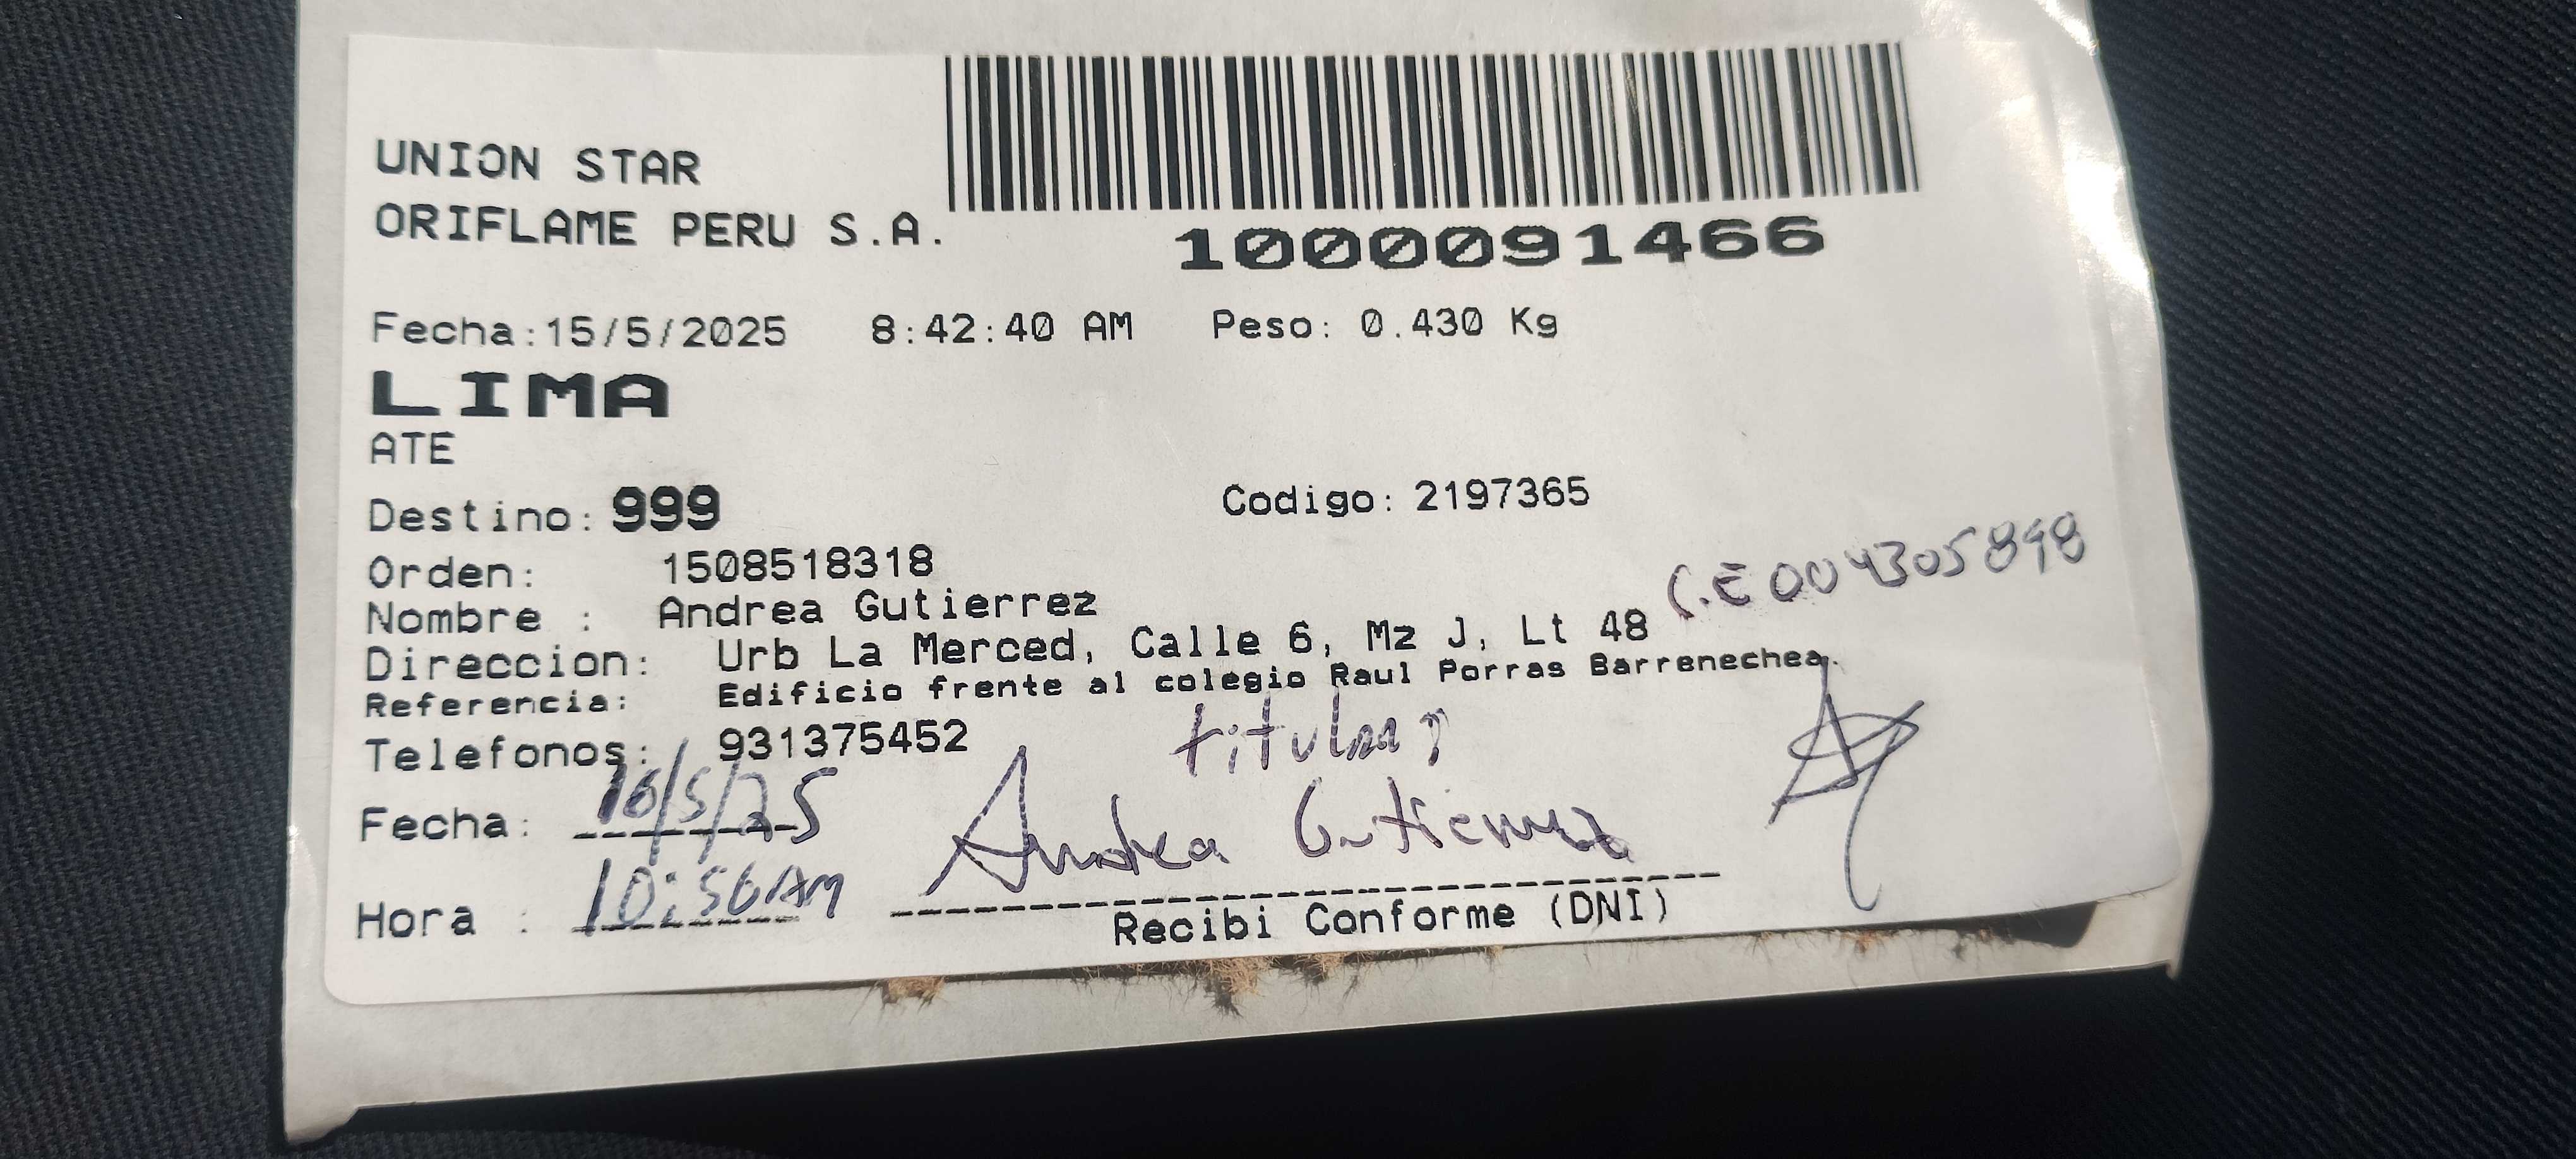 UNION STAR
ORIFLAME PERU S.A.
1000091466
Fecha:15/5/2025 8:42:40 AM Peso: 0.430 Kg
LIMA
ATE
Destino: 999 Codigo: 2197365
Orden: 1508518318
C.E 004305898
Nombre : Andrea Gutierrez
Direccion: Urb La Merced, Calle 6, Mz J, Lt 48
Referencia: Edificio frente al colegio Raul Porras Barrenechea.
Telefonos: 931375452
titular
Fecha: 16/5/25
Andrea Gutierrez
Hora : 10:50 AM
Recibi Conforme (DNI)